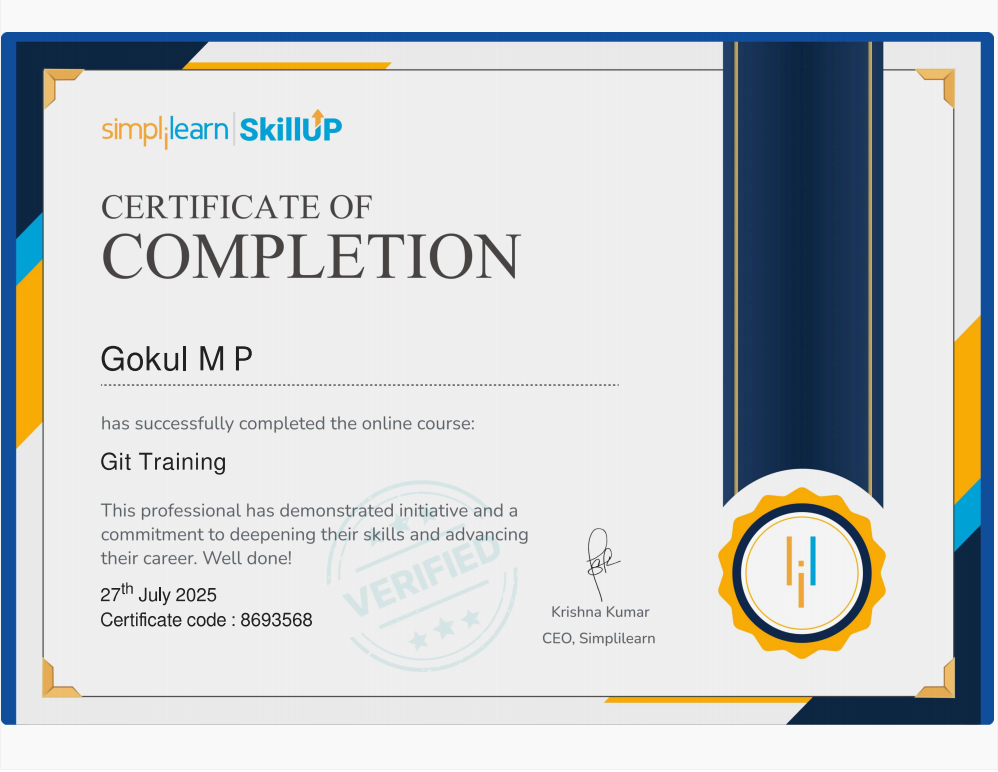 simplilearn | SkillUP
CERTIFICATE OF
COMPLETION
Gokul M P
has successfully completed the online course:
Git Training
This professional has demonstrated initiative and a
commitment to deepening their skills and advancing
their career. Well done!
VERIFIED
27th July 2025
Certificate code : 8693568
Krishna Kumar
CEO, Simplilearn